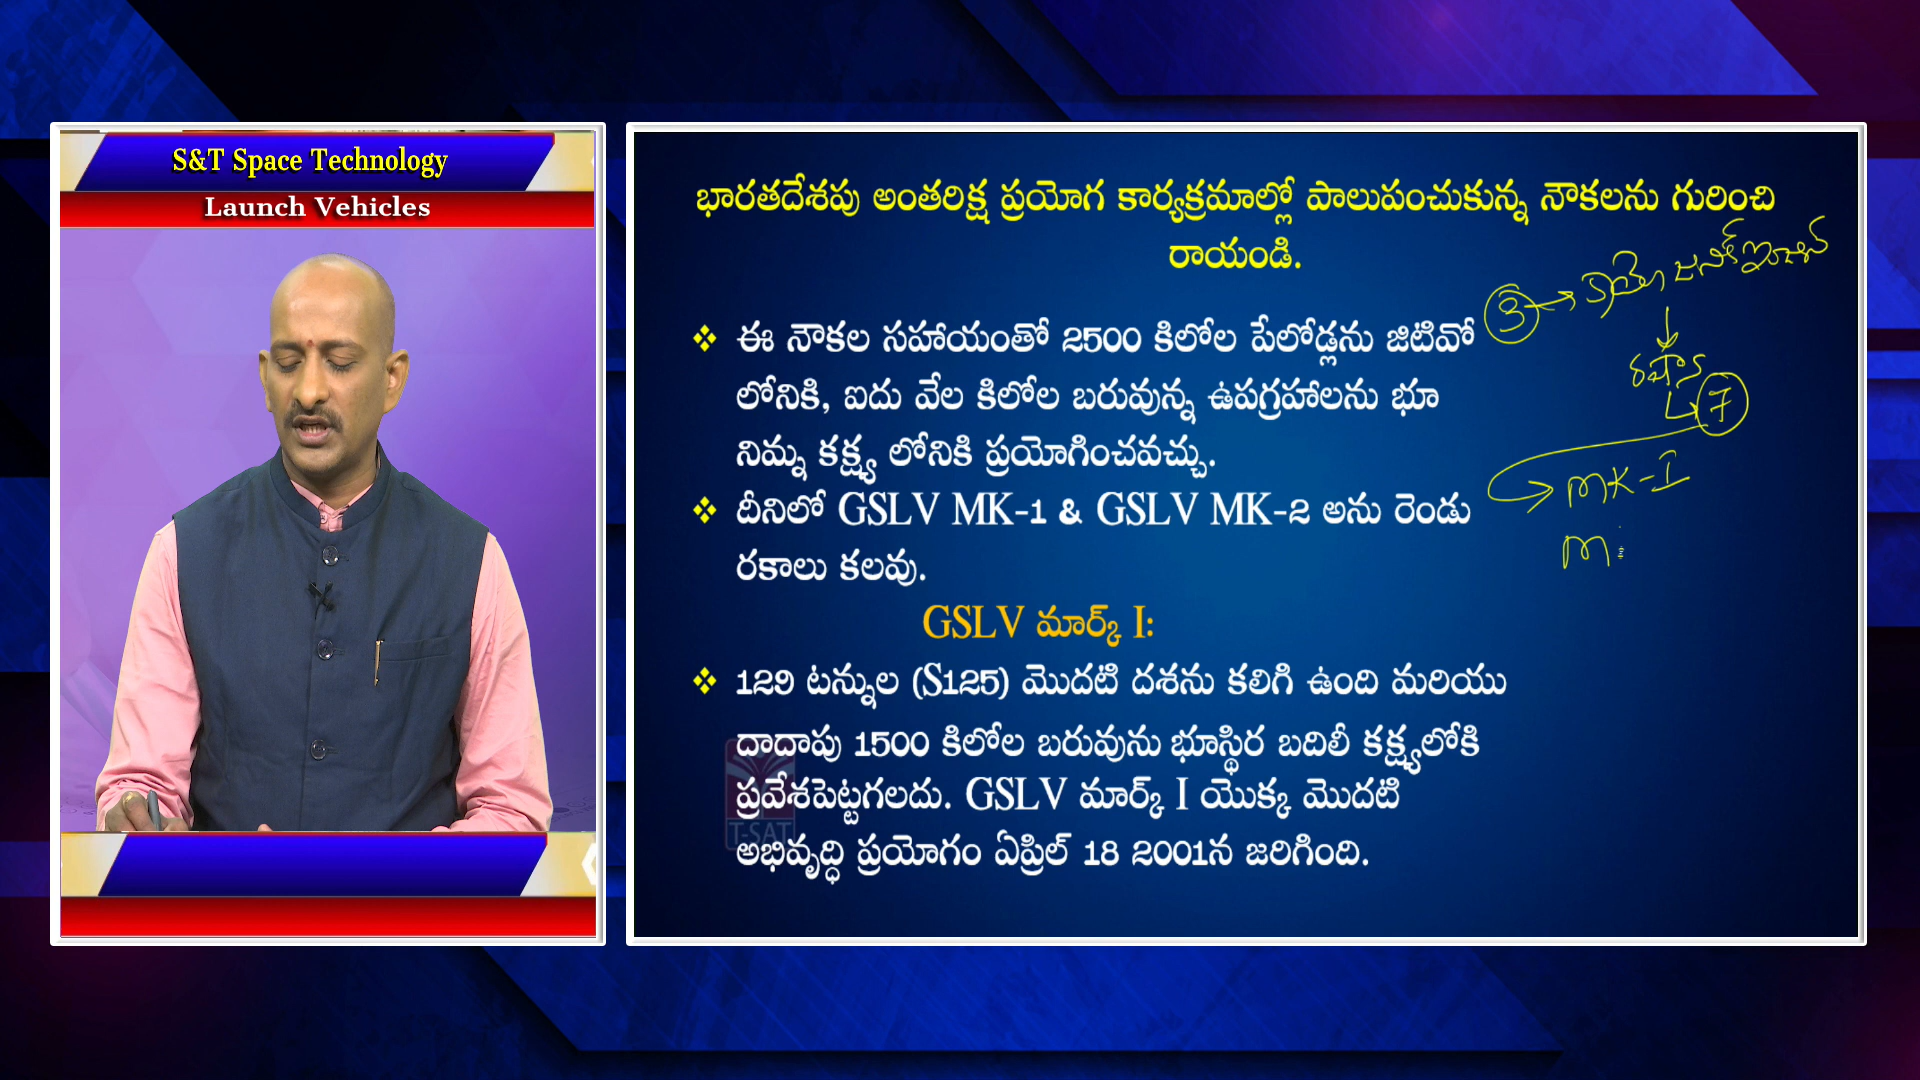 S&T Space Technology
Launch Vehicles
భారతదేశపు అంతరిక్ష ప్రయోగ కార్యక్రమాల్లో పాలుపంచుకున్న నౌకలను గురించి
రాయండి.
❖ ఈ నౌకల సహాయంతో 2500 కిలోల పేలోడ్లను జిటివో
లోనికి, ఐదు వేల కిలోల బరువున్న ఉపగ్రహాలను భూ
నిమ్న కక్ష్య లోనికి ప్రయోగించవచ్చు.
❖ దీనిలో GSLV MK-1 & GSLV MK-2 అను రెండు
రకాలు కలవు.
GSLV మార్క్ I:
❖ 129 టన్నుల (S125) మొదటి దశను కలిగి ఉంది మరియు
దాదాపు 1500 కిలోల బరువును భూస్థిర బదిలీ కక్ష్యలోకి
ప్రవేశపెట్టగలదు. GSLV మార్క్ I యొక్క మొదటి
అభివృద్ధి ప్రయోగం ఏప్రిల్ 18 2001న జరిగింది.
T-SAT
3 →
రష్యా
7
MK-I
M